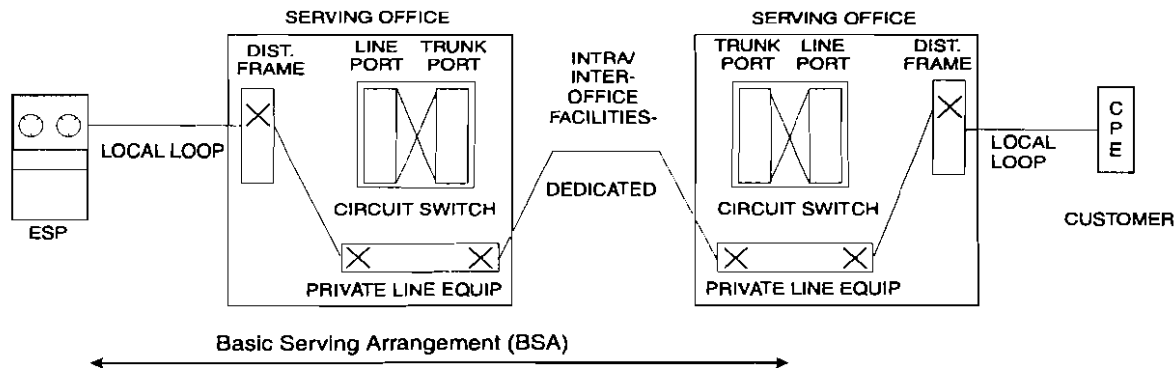 SERVING OFFICE
DIST.
FRAME
LINE
PORT
TRUNK
PORT
CIRCUIT SWITCH
PRIVATE LINE EQUIP
LOCAL LOOP
ESP
INTRA/
INTER-
OFFICE
FACILITIES-
DEDICATED
SERVING OFFICE
TRUNK
PORT
LINE
PORT
DIST.
FRAME
CIRCUIT SWITCH
PRIVATE LINE EQUIP
LOCAL
LOOP
C
P
E
CUSTOMER
Basic Serving Arrangement (BSA)